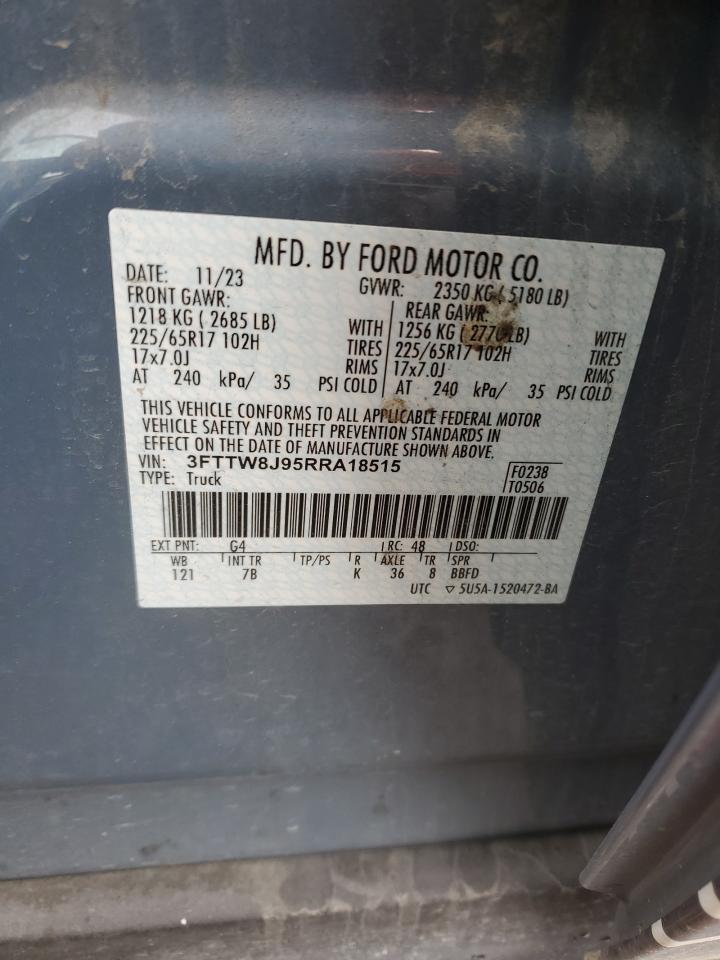 MFD. BY FORD MOTOR CO.
DATE: 11/23 GVWR: 2350 KG ( 5180 LB)
FRONT GAWR: REAR GAWR:
1218 KG ( 2685 LB) WITH 1256 KG ( 2770 LB) WITH
225/65R17 102H TIRES 225/65R17 102H TIRES
17x7.0J RIMS 17x7.0J RIMS
AT 240 kPa/ 35 PSI COLD AT 240 kPa/ 35 PSI COLD
THIS VEHICLE CONFORMS TO ALL APPLICABLE FEDERAL MOTOR
VEHICLE SAFETY AND THEFT PREVENTION STANDARDS IN
EFFECT ON THE DATE OF MANUFACTURE SHOWN ABOVE.
VIN: 3FTTW8J95RRA18515 F0238
TYPE: Truck T0506
EXT PNT: G4 RC: 48 DSO:
WB INT TR TP/PS R AXLE TR SPR
121 7B K 36 8 BBFD
UTC ▽ 5U5A-1520472-BA